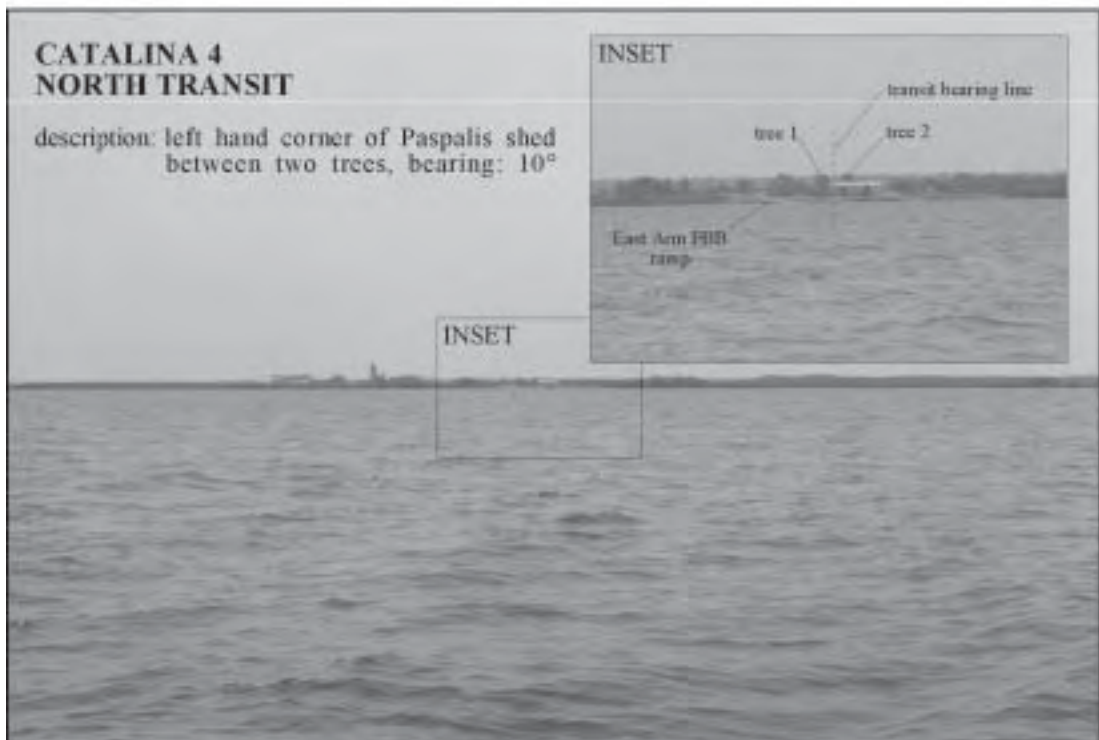 CATALINA 4
NORTH TRANSIT
description: left hand corner of Paspalis shed
between two trees, bearing: 10°
INSET
transit bearing line
tree 1
tree 2
East Arm FBB
ramp
INSET